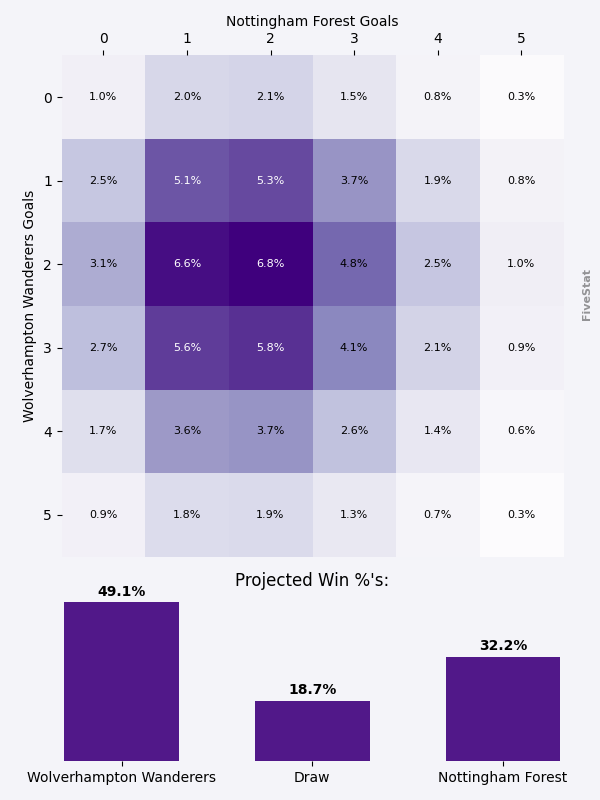 Nottingham Forest Goals
0 1 2 3 4 5
0 1.0% 2.0% 2.1% 1.5% 0.8% 0.3%
1 2.5% 5.1% 5.3% 3.7% 1.9% 0.8%
2 3.1% 6.6% 6.8% 4.8% 2.5% 1.0%
3 2.7% 5.6% 5.8% 4.1% 2.1% 0.9%
4 1.7% 3.6% 3.7% 2.6% 1.4% 0.6%
5 0.9% 1.8% 1.9% 1.3% 0.7% 0.3%
Wolverhampton Wanderers Goals
FiveStat
Projected Win %'s:
49.1% 18.7% 32.2%
Wolverhampton Wanderers Draw Nottingham Forest